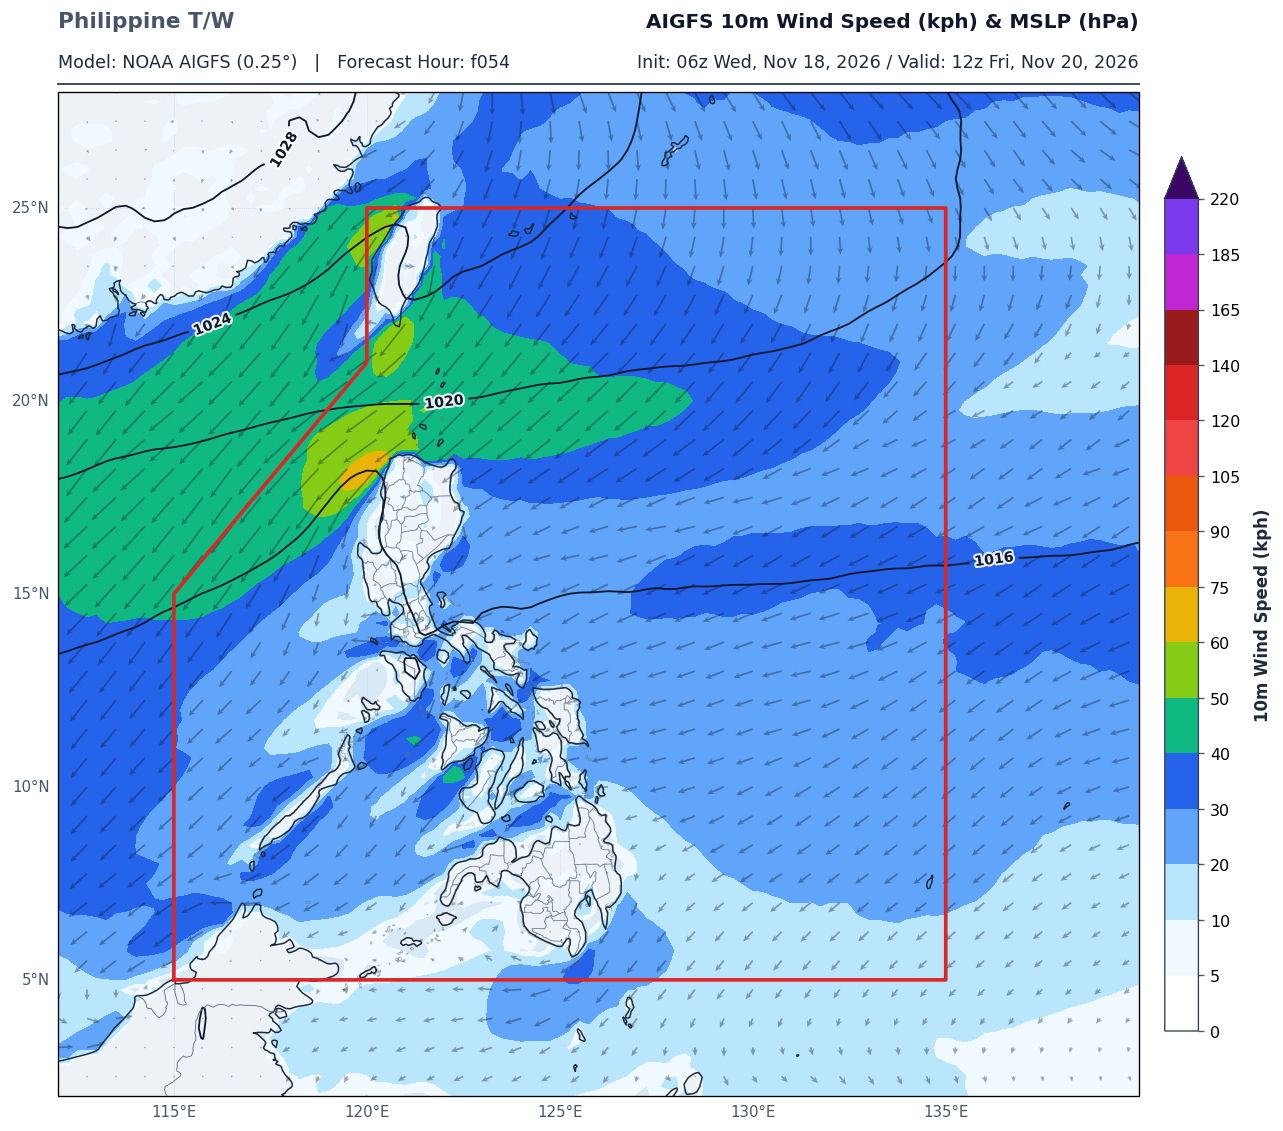 Philippine T/W
AIGFS 10m Wind Speed (kph) & MSLP (hPa)
Model: NOAA AIGFS (0.25°) | Forecast Hour: f054
Init: 06z Wed, Nov 18, 2026 / Valid: 12z Fri, Nov 20, 2026
1028
1024
1020
1016
25°N
20°N
15°N
10°N
5°N
115°E
120°E
125°E
130°E
135°E
220
185
165
140
120
105
90
75
60
50
40
30
20
10
5
0
10m Wind Speed (kph)